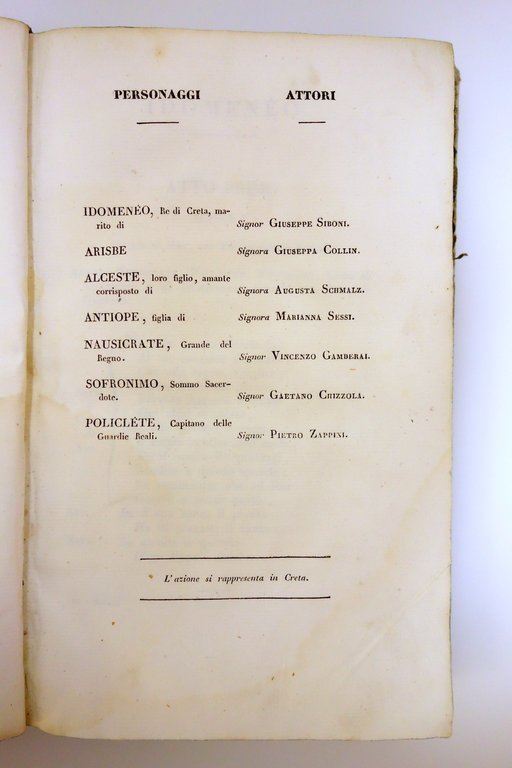 PERSONAGGI ATTORI
IDOMENÉO, Re di Creta, ma-
rito di Signor GIUSEPPE SIBONI.
ARISBE Signora GIUSEPPA COLLIN.
ALCESTE, loro figlio, amante
corrisposto di Signora AUGUSTA SCHMALZ.
ANTIOPE, figlia di Signora MARIANNA SESSI.
NAUSICRATE, Grande del
Regno. Signor VINCENZO GAMBERAI.
SOFRONIMO, Sommo Sacer-
dote. Signor GAETANO CHIZZOLA.
POLICLÉTE, Capitano delle
Guardie Reali. Signor PIETRO ZAPPINI.
L'azione si rappresenta in Creta.